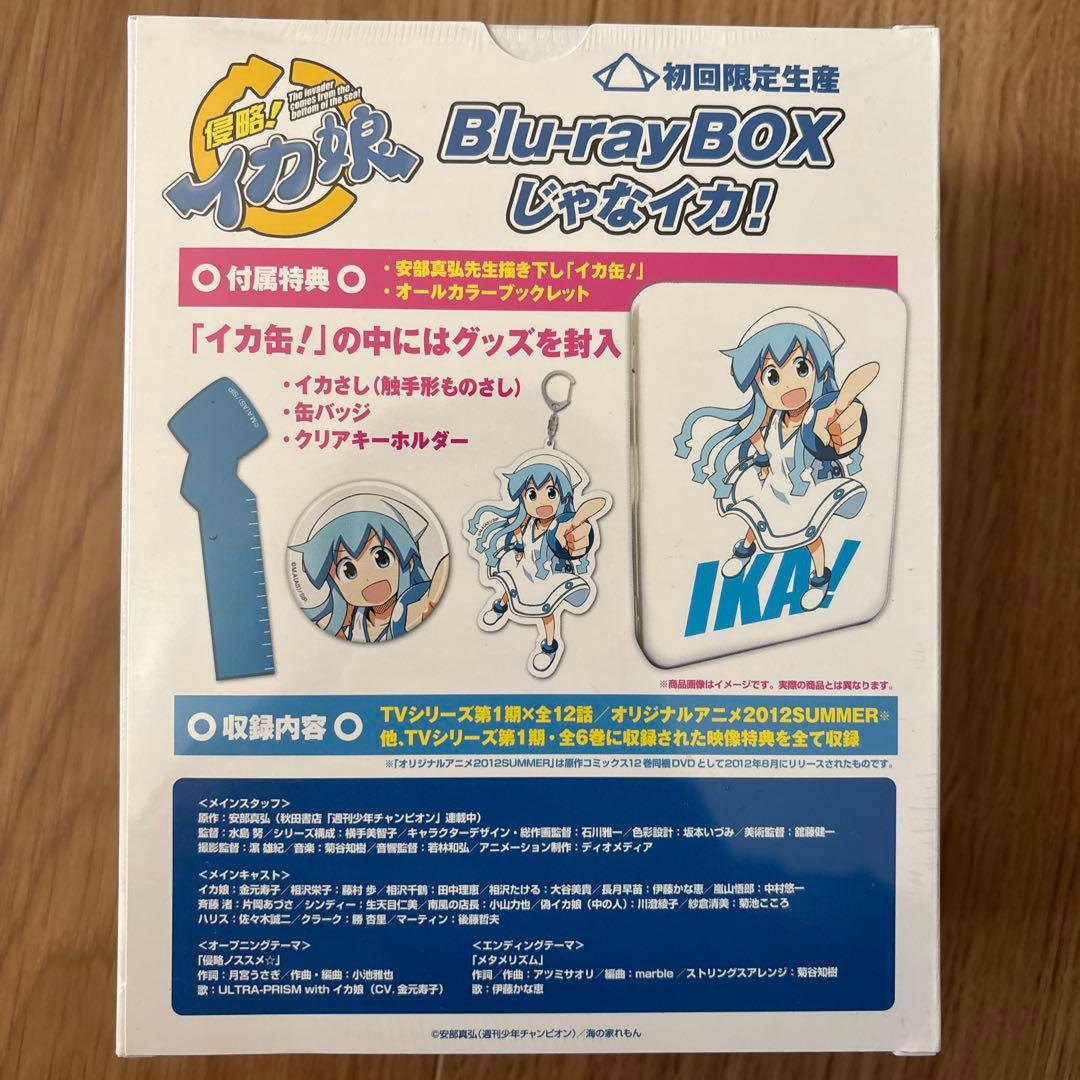 侵略!
The invader
comes from the
bottom of the sea!
イカ娘
初回限定生産
Blu-ray BOX
じゃなイカ!
○ 付属特典 ○
・安部真弘先生描き下し「イカ缶!」
・オールカラーブックレット
「イカ缶!」の中にはグッズを封入
・イカさし(触手形ものさし)
・缶バッジ
・クリアキーホルダー
©MA(AS)/SIP
©MA(AS)/SIP
IKA!
※商品画像はイメージです。実際の商品とは異なります。
○ 収録内容 ○
TVシリーズ第1期×全12話/オリジナルアニメ2012SUMMER※
他、TVシリーズ第1期・全6巻に収録された映像特典を全て収録
※「オリジナルアニメ2012SUMMER」は原作コミックス12巻同梱DVDとして2012年8月にリリースされたものです。
<メインスタッフ>
原作:安部真弘(秋田書店「週刊少年チャンピオン」連載中)
監督:水島 努/シリーズ構成:横手美智子/キャラクターデザイン・総作画監督:石川雅一/色彩設計:坂本いづみ/美術監督:舘藤健一
撮影監督:濵 雄紀/音楽:菊谷知樹/音響監督:若林和弘/アニメーション制作:ディオメディア
<メインキャスト>
イカ娘:金元寿子/相沢栄子:藤村 歩/相沢千鶴:田中理恵/相沢たける:大谷美貴/長月早苗:伊藤かな恵/嵐山悟郎:中村悠一
斉藤 渚:片岡あづさ/シンディー:生天目仁美/南風の店長:小山力也/偽イカ娘(中の人):川澄綾子/紗倉清美:菊池こころ
ハリス:佐々木誠二/クラーク:勝 杏里/マーティン:後藤哲夫
<オープニングテーマ>
「侵略ノススメ☆」
作詞:月宮うさぎ/作曲・編曲:小池雅也
歌:ULTRA-PRISM with イカ娘(CV. 金元寿子)
<エンディングテーマ>
「メタメリズム」
作詞/作曲:アツミサオリ/編曲:marble /ストリングスアレンジ:菊谷知樹
歌:伊藤かな恵
©安部真弘(週刊少年チャンピオン)/海の家れもん